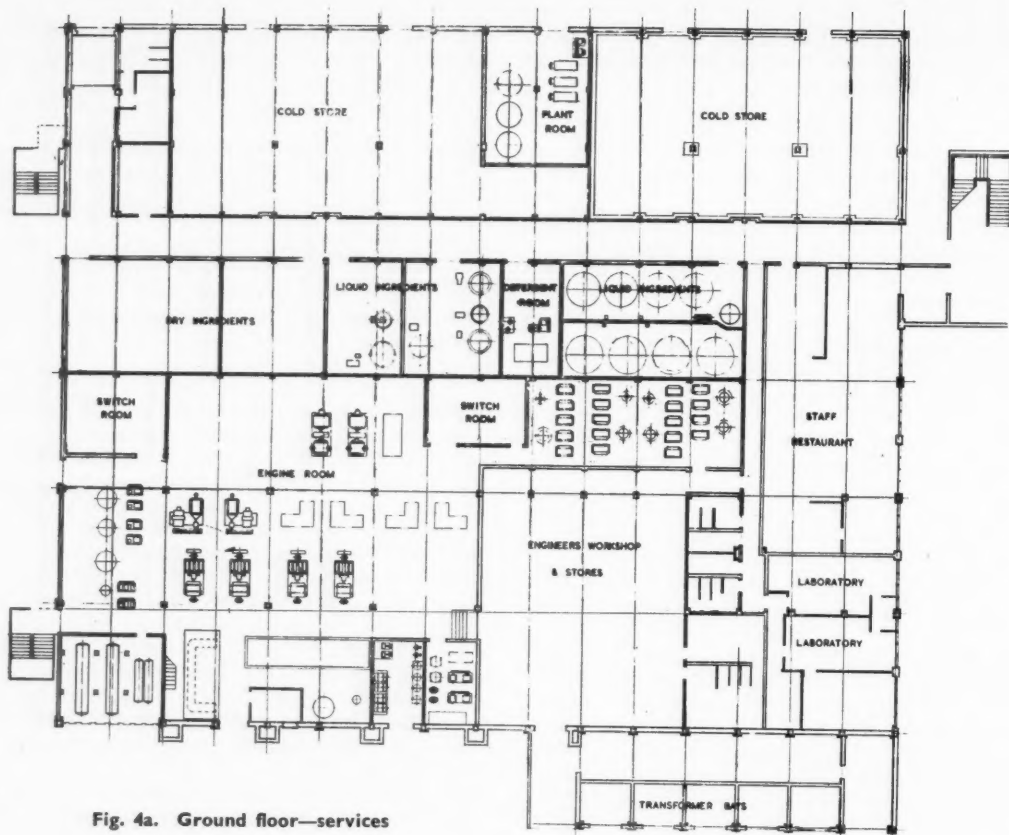 COLD STORE
PLANT
ROOM
COLD STORE
LIQUID INGREDIENTS
DETERGENT
ROOM
LIQUID INGREDIENTS
DRY INGREDIENTS
SWITCH
ROOM
SWITCH
ROOM
STAFF
RESTAURANT
ENGINE ROOM
ENGINEERS WORKSHOP
& STORES
LABORATORY
LABORATORY
TRANSFORMER BAYS
Fig. 4a. Ground floor—services